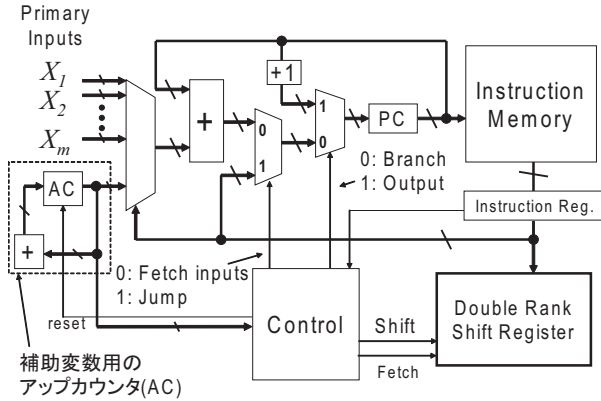 Primary
Inputs
X1
X2
Xm
+1
+
0
1
1
0
PC
Instruction
Memory
0: Branch
1: Output
AC
+
Instruction Reg.
0: Fetch inputs
1: Jump
reset
Control
Shift
Fetch
Double Rank
Shift Register
補助変数用の
アップカウンタ(AC)